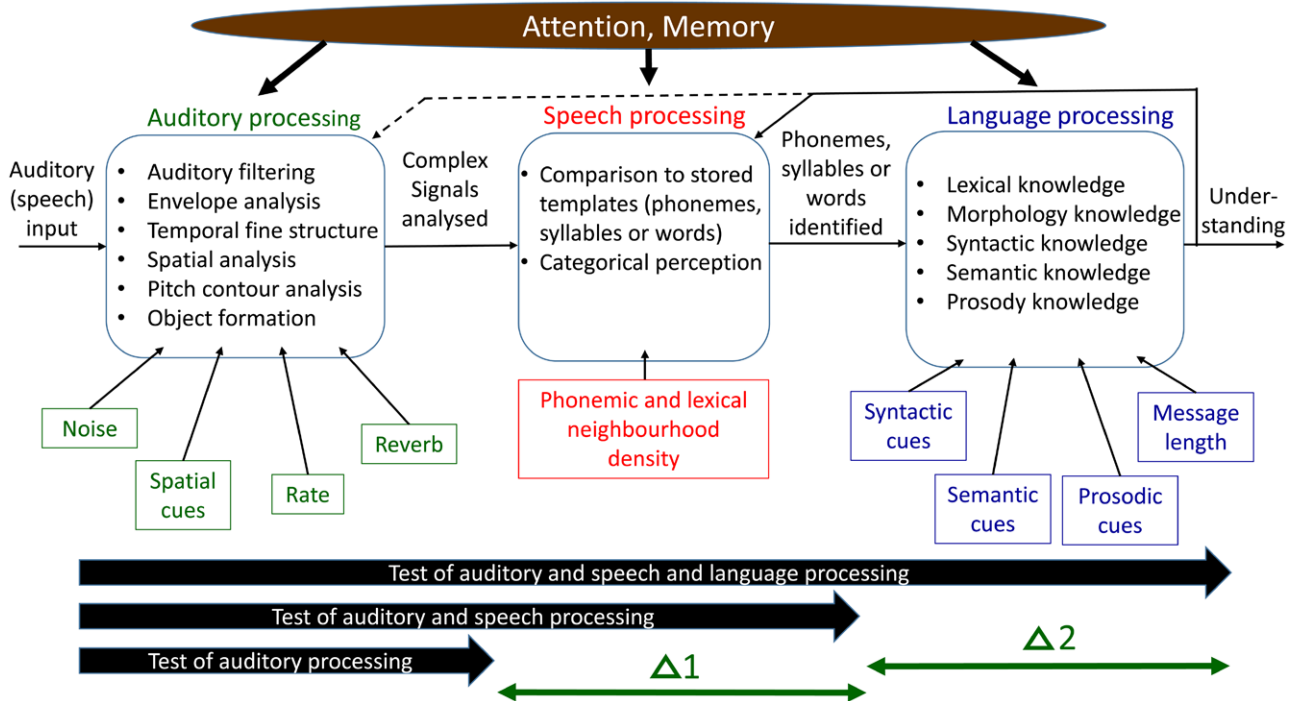 Attention, Memory
Auditory processing
Speech processing
Language processing
Auditory
(speech)
input
• Auditory filtering
• Envelope analysis
• Temporal fine structure
• Spatial analysis
• Pitch contour analysis
• Object formation
Complex
Signals
analysed
• Comparison to stored
templates (phonemes,
syllables or words)
• Categorical perception
Phonemes,
syllables or
words
identified
• Lexical knowledge
• Morphology knowledge
• Syntactic knowledge
• Semantic knowledge
• Prosody knowledge
Under-
standing
Noise
Spatial
cues
Rate
Reverb
Phonemic and lexical
neighbourhood
density
Syntactic
cues
Semantic
cues
Prosodic
cues
Message
length
Test of auditory and speech and language processing
Test of auditory and speech processing
Test of auditory processing
△1
△2